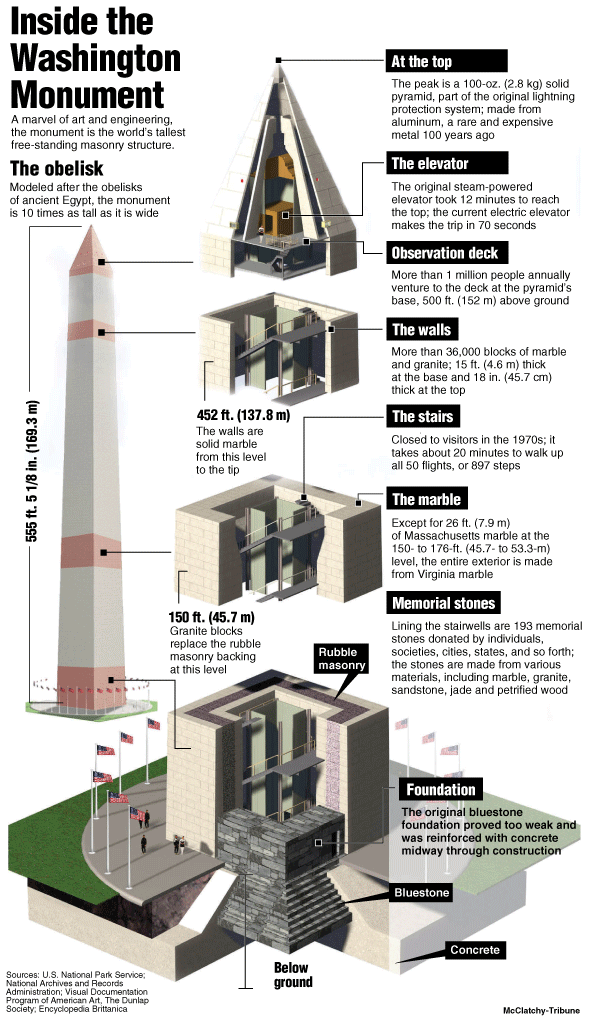 Inside the
Washington
Monument
A marvel of art and engineering,
the monument is the world's tallest
free-standing masonry structure.
The obelisk
Modeled after the obelisks
of ancient Egypt, the monument
is 10 times as tall as it is wide
555 ft. 5 1/8 in. (169.3 m)
At the top
The peak is a 100-oz. (2.8 kg) solid
pyramid, part of the original lightning
protection system; made from
aluminum, a rare and expensive
metal 100 years ago
The elevator
The original steam-powered
elevator took 12 minutes to reach
the top; the current electric elevator
makes the trip in 70 seconds
Observation deck
More than 1 million people annually
venture to the deck at the pyramid's
base, 500 ft. (152 m) above ground
The walls
More than 36,000 blocks of marble
and granite; 15 ft. (4.6 m) thick
at the base and 18 in. (45.7 cm)
thick at the top
452 ft. (137.8 m)
The walls are
solid marble
from this level
to the tip
The stairs
Closed to visitors in the 1970s; it
takes about 20 minutes to walk up
all 50 flights, or 897 steps
The marble
Except for 26 ft. (7.9 m)
of Massachusetts marble at the
150- to 176-ft. (45.7- to 53.3-m)
level, the entire exterior is made
from Virginia marble
150 ft. (45.7 m)
Granite blocks
replace the rubble
masonry backing
at this level
Memorial stones
Lining the stairwells are 193 memorial
stones donated by individuals,
societies, cities, states, and so forth;
the stones are made from various
materials, including marble, granite,
sandstone, jade and petrified wood
Rubble
masonry
Foundation
The original bluestone
foundation proved too weak and
was reinforced with concrete
midway through construction
Bluestone
Concrete
Below
ground
Sources: U.S. National Park Service;
National Archives and Records
Administration; Visual Documentation
Program of American Art, The Dunlap
Society; Encyclopedia Brittanica
McClatchy-Tribune